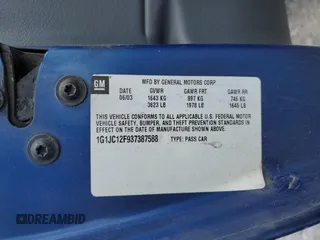 GM
MFD BY GENERAL MOTORS CORP
DATE GVWR GAWR FRT GAWR RR
06/03 1643 KG 897 KG 746 KG
3623 LB 1978 LB 1645 LB
THIS VEHICLE CONFORMS TO ALL APPLICABLE U.S. FEDERAL MOTOR
VEHICLE SAFETY, BUMPER, AND THEFT PREVENTION STANDARDS IN
EFFECT ON THE DATE OF MANUFACTURE SHOWN ABOVE.
1G1JC12F937387588 TYPE: PASS CAR
DREAMBID